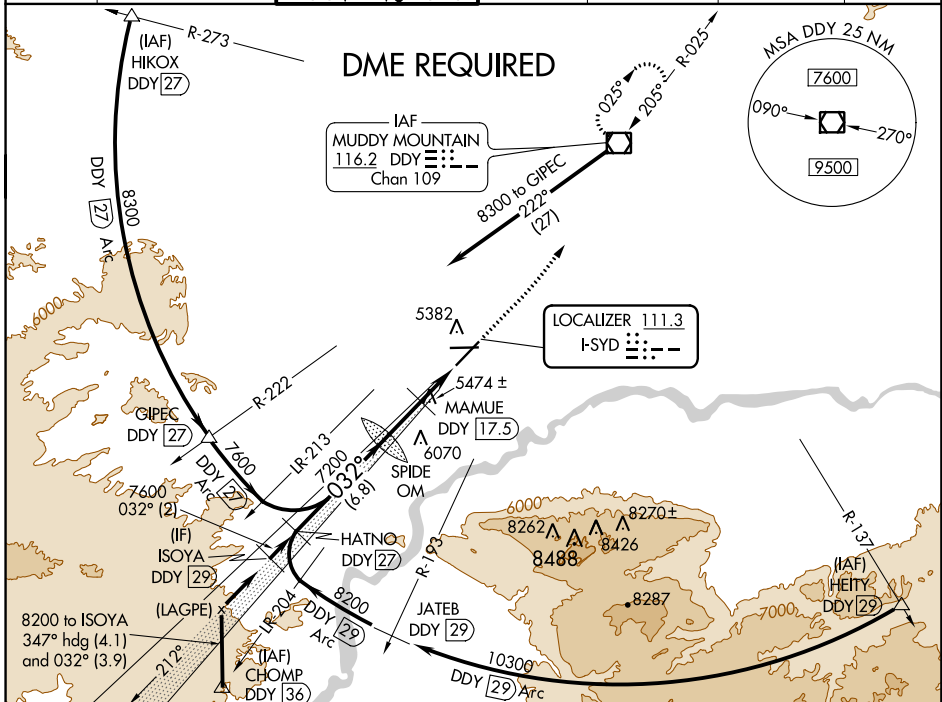 R-273
(IAF)
HIKOX
DDY 27
DME REQUIRED
R-025
025°
205°
MSA DDY 25 NM
7600
090°
270°
9500
IAF
MUDDY MOUNTAIN
116.2 DDY
Chan 109
8300 to GIPEC
222°
(27)
DDY 27 Arc
8300
6000
5382
LOCALIZER 111.3
I-SYD
R-222
GIPEC
DDY 27
5474 ±
MAMUE
DDY 17.5
6070
SPIDE
OM
LR-213
7200
032°
(6.8)
7600
DDY 27
Arc
7600
032° (2)
(IF)
ISOYA
DDY 29
HATNO
DDY 27
R-193
6000
8262
8270±
8426
8488
8287
7000
R-137
(IAF)
HEITY
DDY 29
(LAGPE)
LR-204
8200 to ISOYA
347° hdg (4.1)
and 032° (3.9)
212°
(IAF)
CHOMP
DDY 36
8200
DDY 29
Arc
JATEB
DDY 29
10300
DDY 29 Arc